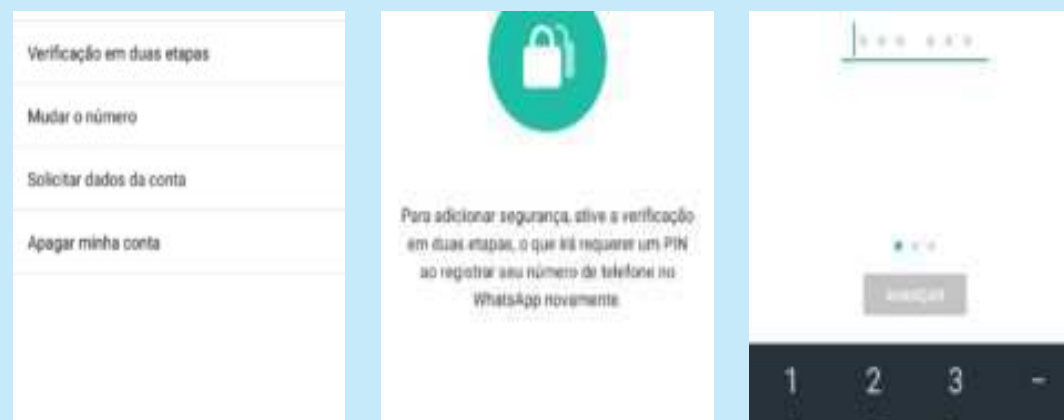 Verificação em duas etapas
Mudar o número
Solicitar dados da conta
Apagar minha conta
Para adicionar segurança, ative a verificação
em duas etapas, o que irá requerer um PIN
ao registrar seu número de telefone no
WhatsApp novamente.
AVANÇAR
1 2 3 -